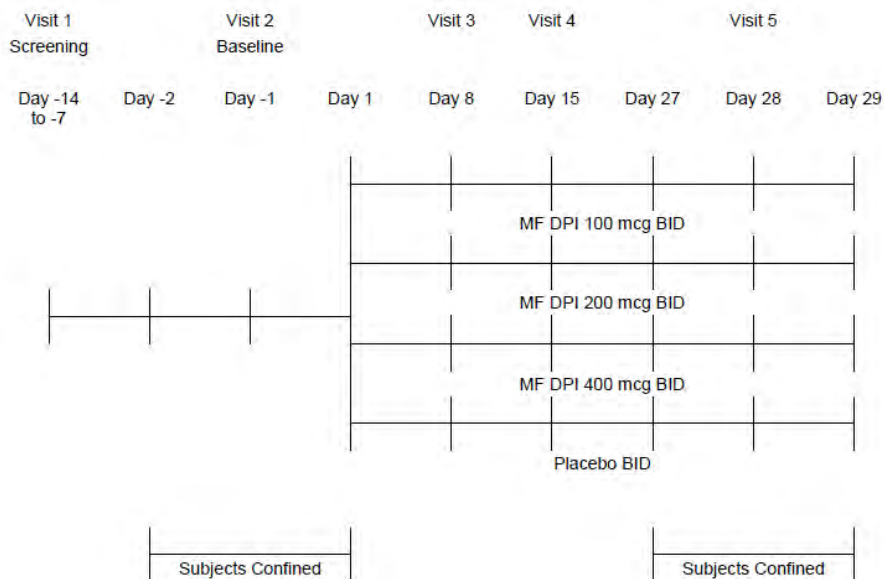 Visit 1 Visit 2 Visit 3 Visit 4 Visit 5
Screening Baseline
Day -14 Day -2 Day -1 Day 1 Day 8 Day 15 Day 27 Day 28 Day 29
to -7
MF DPI 100 mcg BID
MF DPI 200 mcg BID
MF DPI 400 mcg BID
Placebo BID
Subjects Confined Subjects Confined